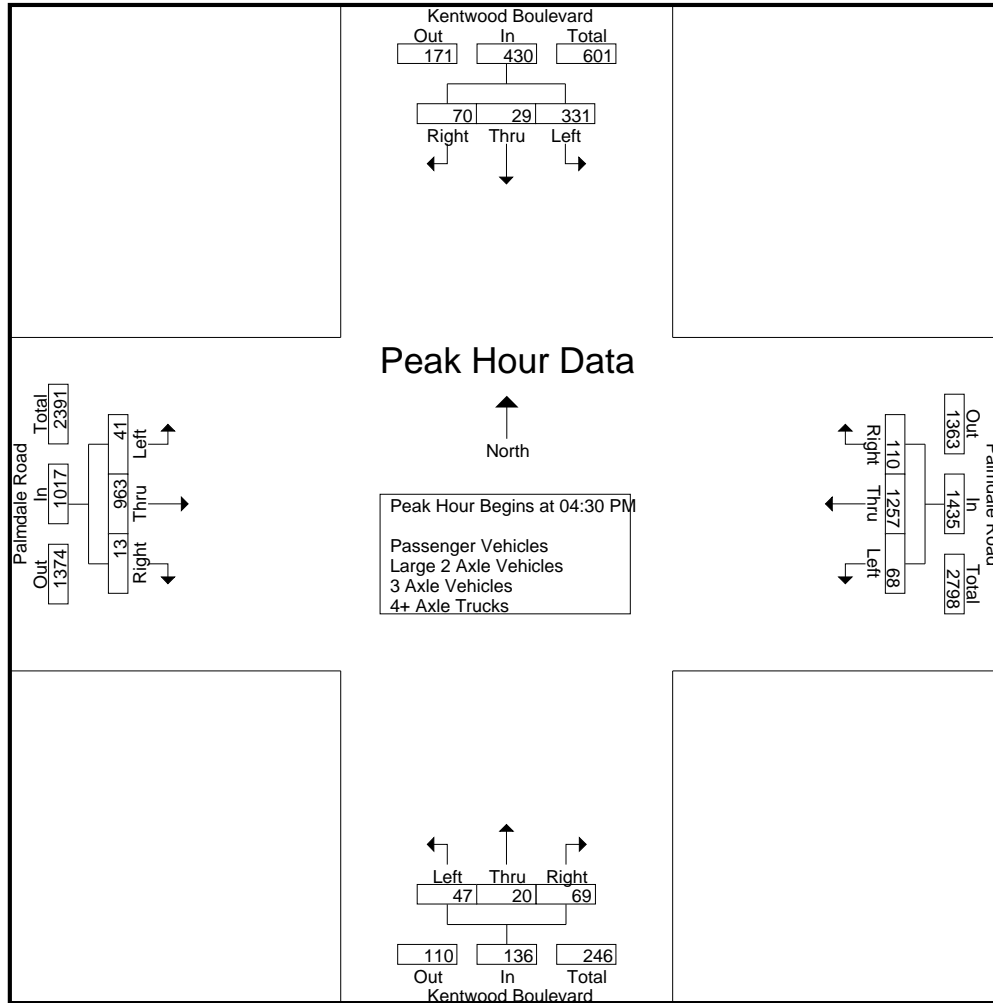 Kentwood Boulevard
Out In Total
171 430 601
70 29 331
Right Thru Left
Peak Hour Data
North
Peak Hour Begins at 04:30 PM
Passenger Vehicles
Large 2 Axle Vehicles
3 Axle Vehicles
4+ Axle Trucks
Palmdale Road
Out In Total
1374 1017 2391
Right Thru Left
13 963 41
Palmdale Road
Out In Total
1363 1435 2798
110 1257 68
Right Thru Left
Left Thru Right
47 20 69
110 136 246
Out In Total
Kentwood Boulevard